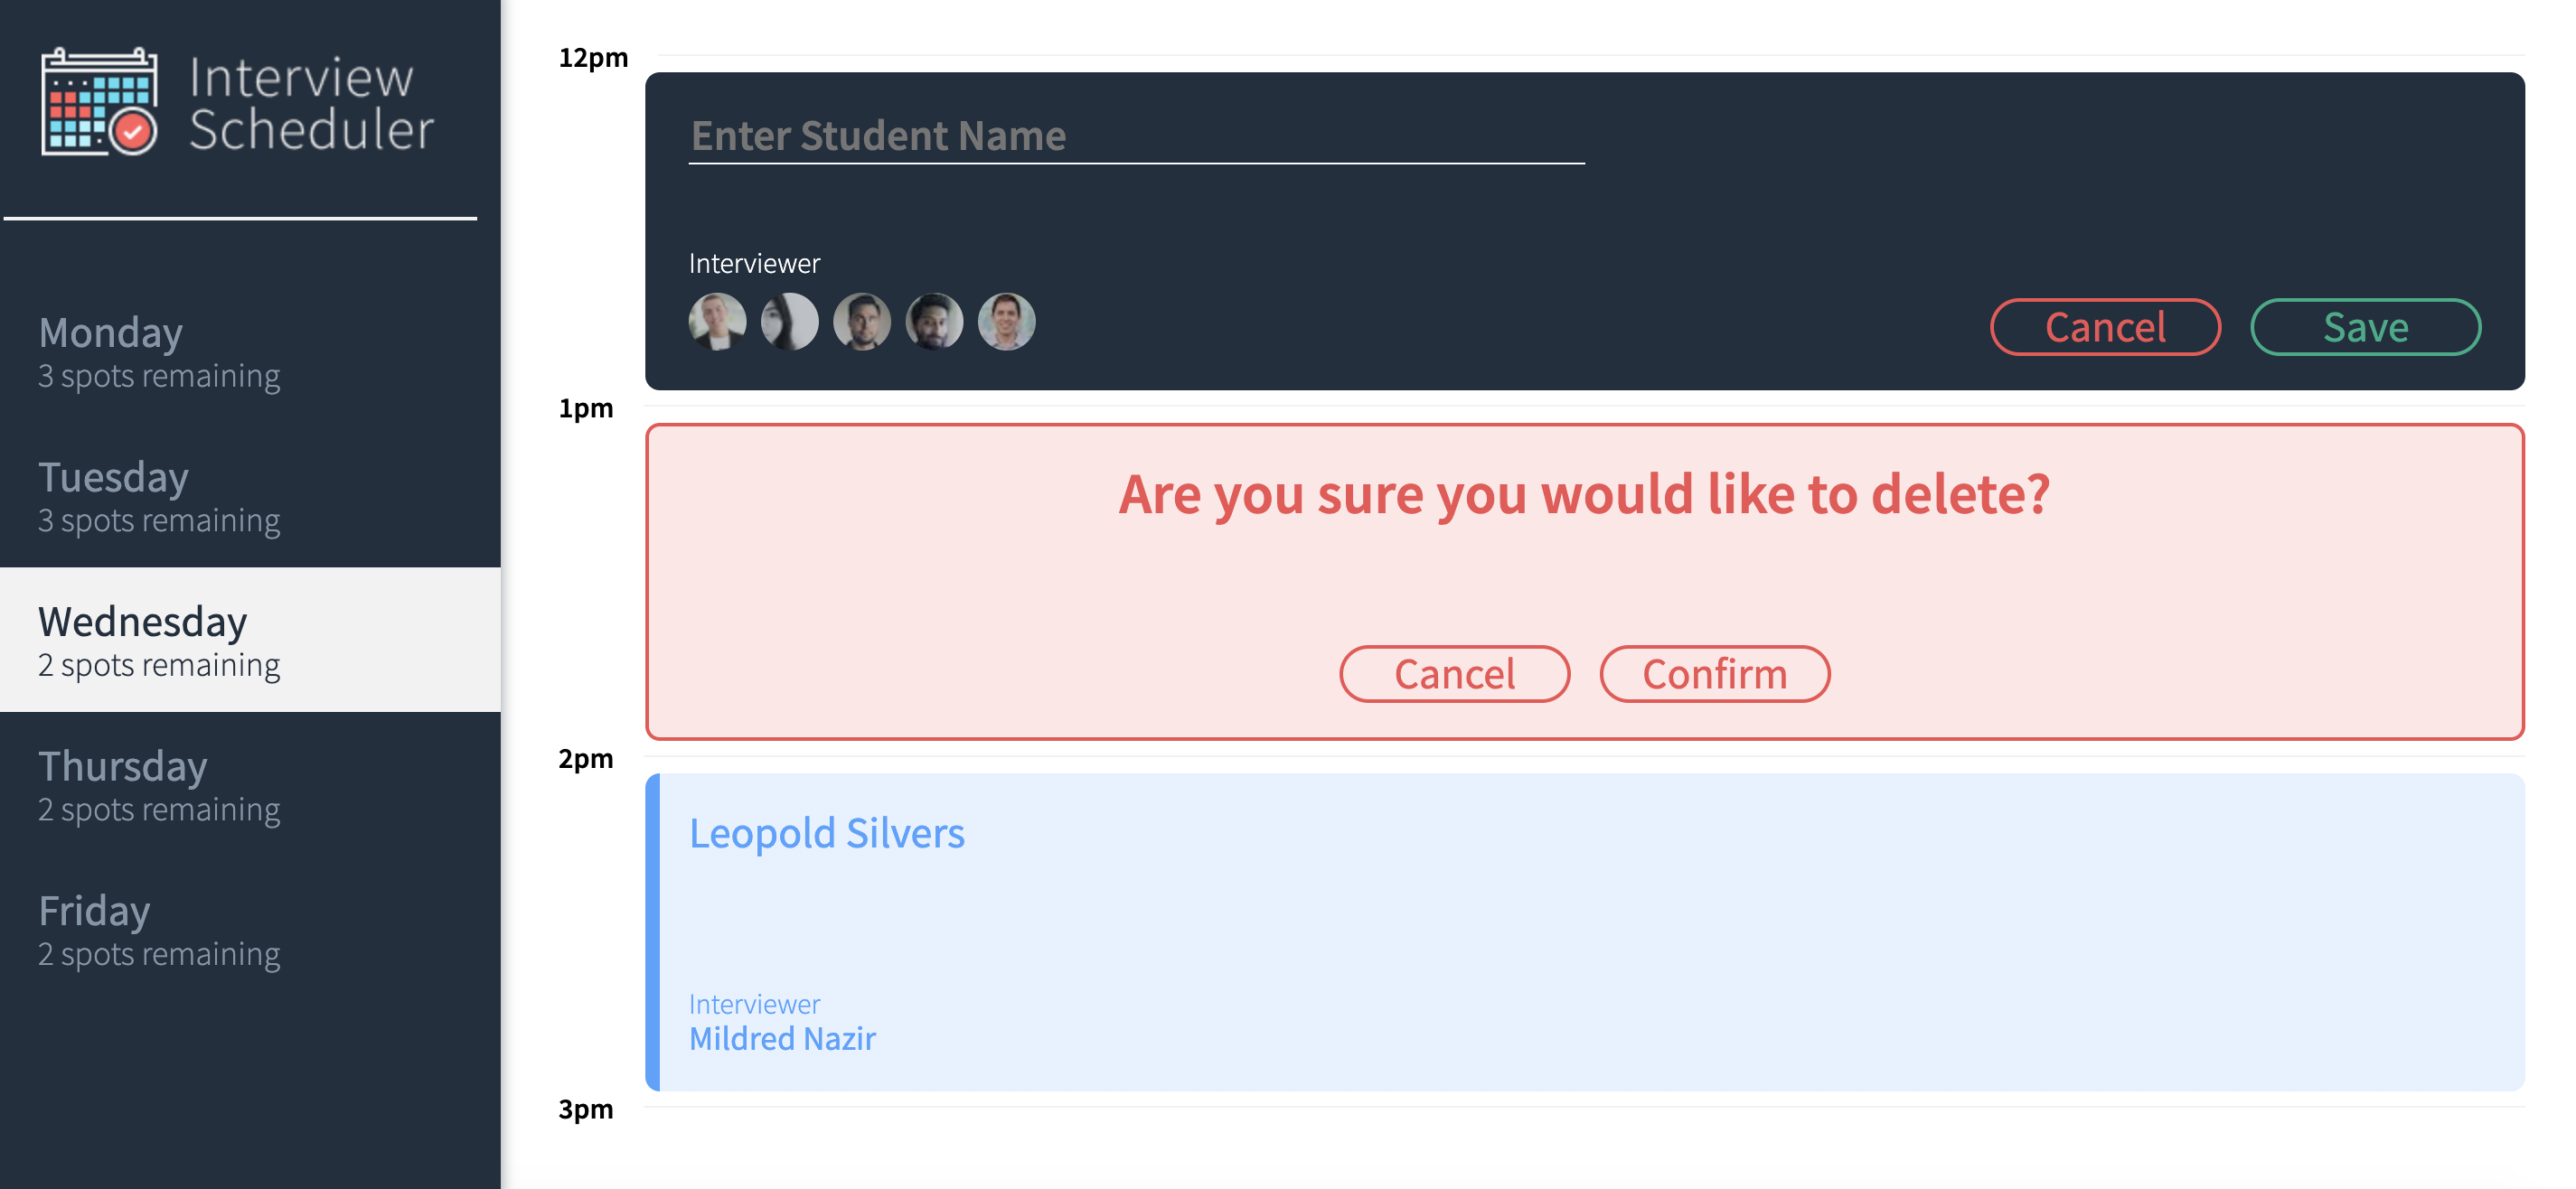 Interview
Scheduler
Monday
3 spots remaining
Tuesday
3 spots remaining
Wednesday
2 spots remaining
Thursday
2 spots remaining
Friday
2 spots remaining
12pm
Enter Student Name
Interviewer
Cancel Save
1pm
Are you sure you would like to delete?
Cancel Confirm
2pm
Leopold Silvers
Interviewer
Mildred Nazir
3pm